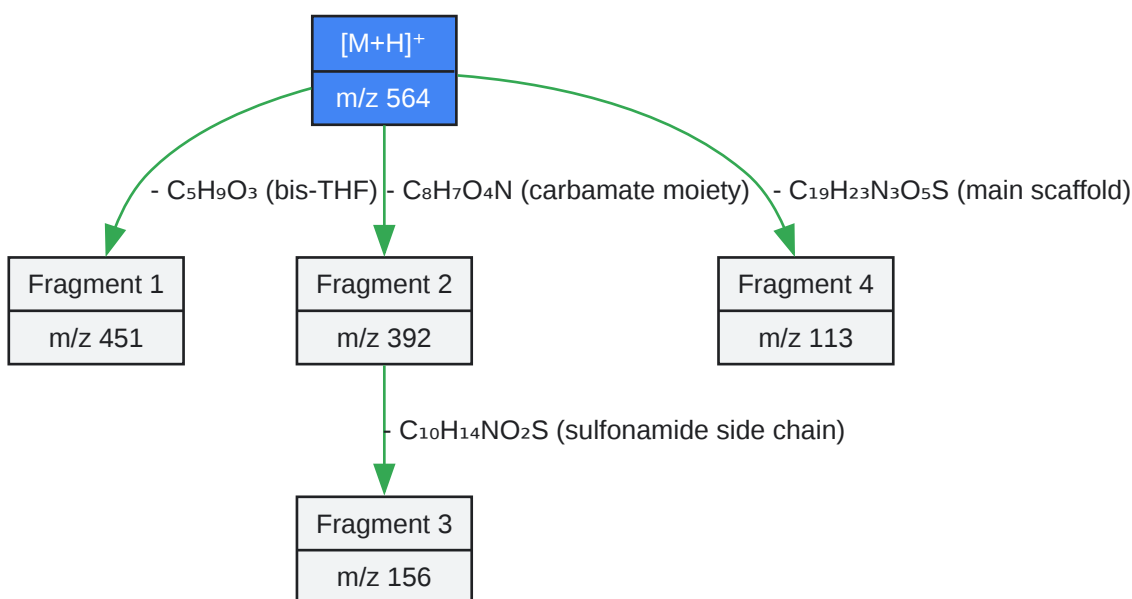 [M+H]⁺
m/z 564
- C₅H₉O₃ (bis-THF)
- C₈H₇O₄N (carbamate moiety)
- C₁₉H₂₃N₃O₅S (main scaffold)
Fragment 1
m/z 451
Fragment 2
m/z 392
Fragment 4
m/z 113
- C₁₀H₁₄NO₂S (sulfonamide side chain)
Fragment 3
m/z 156